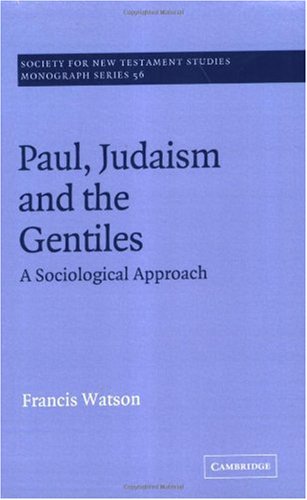 SOCIETY FOR NEW TESTAMENT STUDIES
MONOGRAPH SERIES 56
Paul, Judaism
and the
Gentiles
A Sociological Approach
Francis Watson
CAMBRIDGE